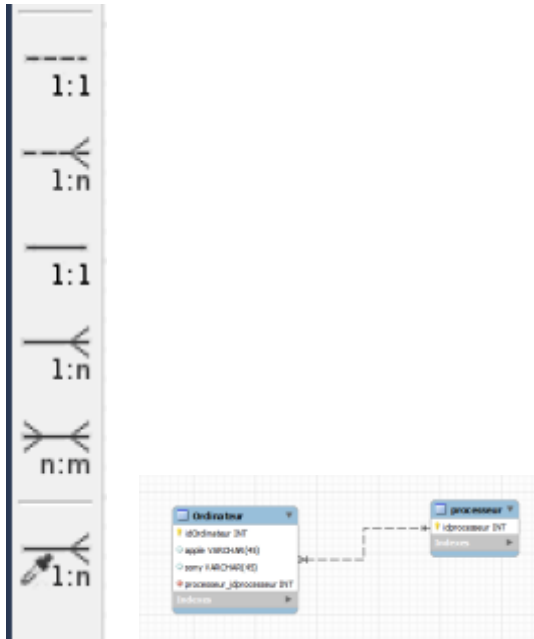 1:1
1:n
1:1
1:n
n:m
1:n
Ordinateur
idOrdinateur INT
apple VARCHAR(45)
sony VARCHAR(45)
processeur_idprocesseur INT
Indexes
processeur
idprocesseur INT
Indexes